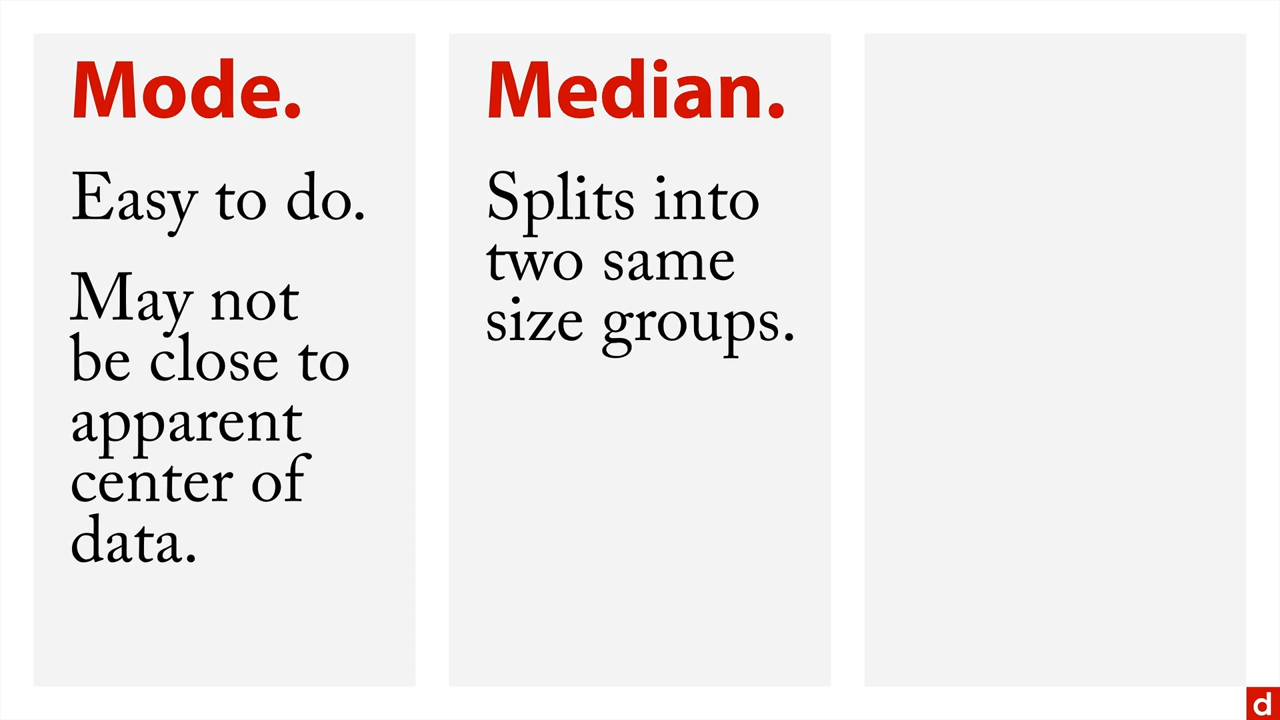 Mode.
Easy to do.
May not
be close to
apparent
center of
data.
Median.
Splits into
two same
size groups.
d